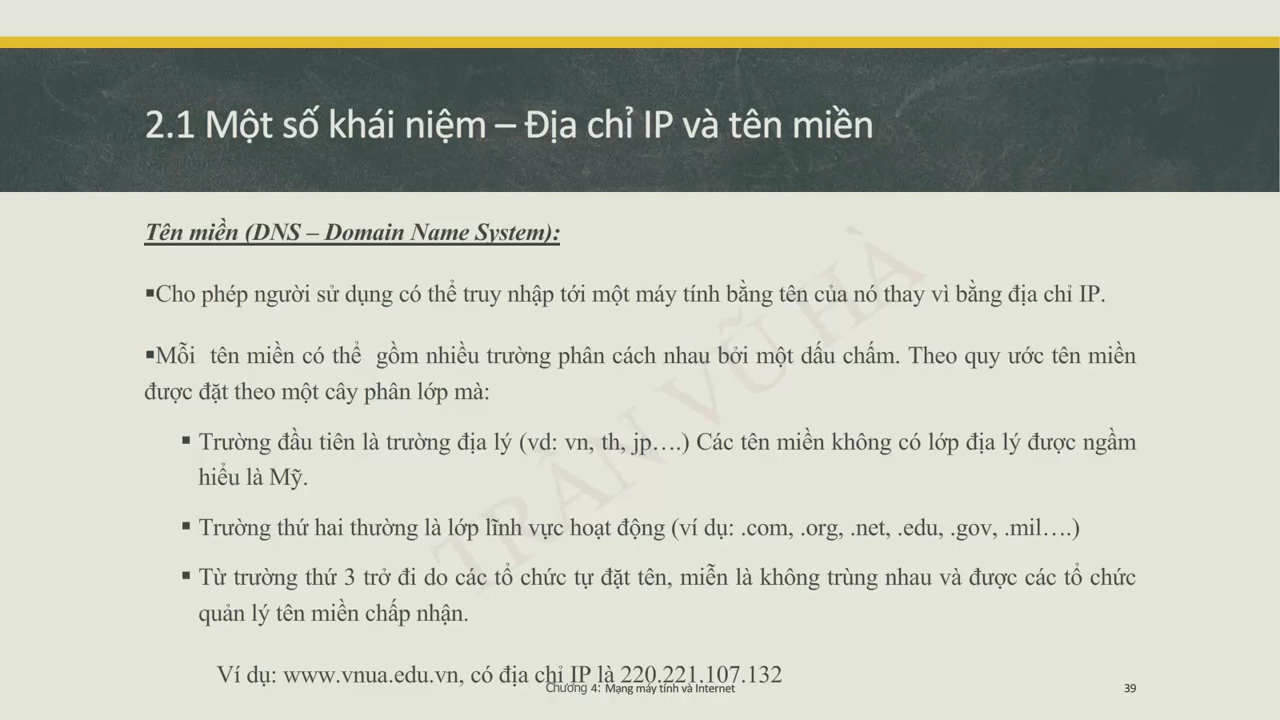 2.1 Một số khái niệm – Địa chỉ IP và tên miền
Tên miền (DNS – Domain Name System):
▪Cho phép người sử dụng có thể truy nhập tới một máy tính bằng tên của nó thay vì bằng địa chỉ IP.
▪Mỗi tên miền có thể gồm nhiều trường phân cách nhau bởi một dấu chấm. Theo quy ước tên miền
được đặt theo một cây phân lớp mà:
▪ Trường đầu tiên là trường địa lý (vd: vn, th, jp….) Các tên miền không có lớp địa lý được ngầm
hiểu là Mỹ.
▪ Trường thứ hai thường là lớp lĩnh vực hoạt động (ví dụ: .com, .org, .net, .edu, .gov, .mil….)
▪ Từ trường thứ 3 trở đi do các tổ chức tự đặt tên, miễn là không trùng nhau và được các tổ chức
quản lý tên miền chấp nhận.
Ví dụ: www.vnua.edu.vn, có địa chỉ IP là 220.221.107.132
Chương 4: Mạng máy tính và Internet
39
TRẦN VŨ HÀ